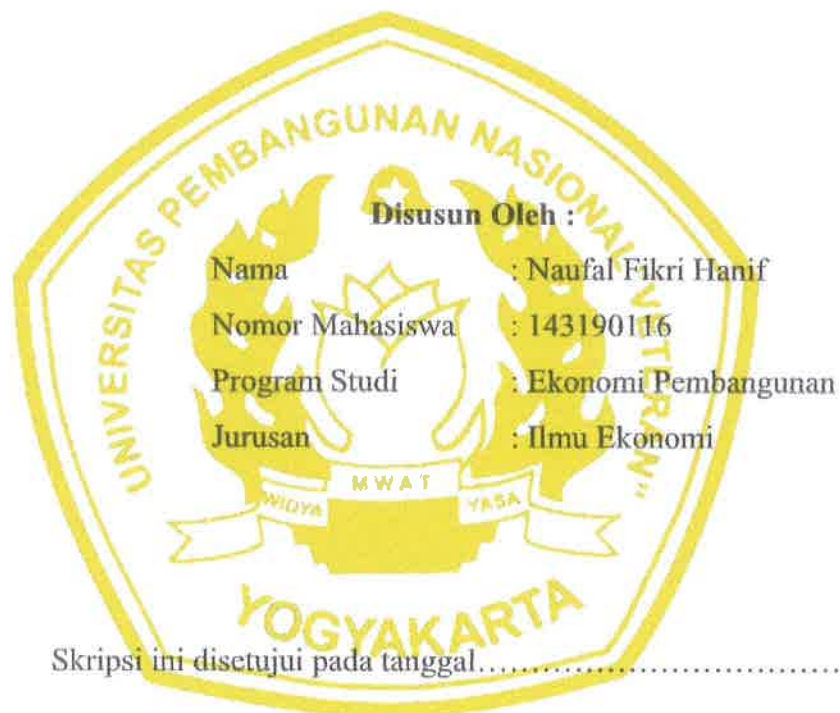 UNIVERSITAS PEMBANGUNAN NASIONAL "VETERAN"
Disusun Oleh :
Nama : Naufal Fikri Hanif
Nomor Mahasiswa : 143190116
Program Studi : Ekonomi Pembangunan
Jurusan : Ilmu Ekonomi
WIDYA MWAT YASA
YOGYAKARTA
Skripsi ini disetujui pada tanggal....................................